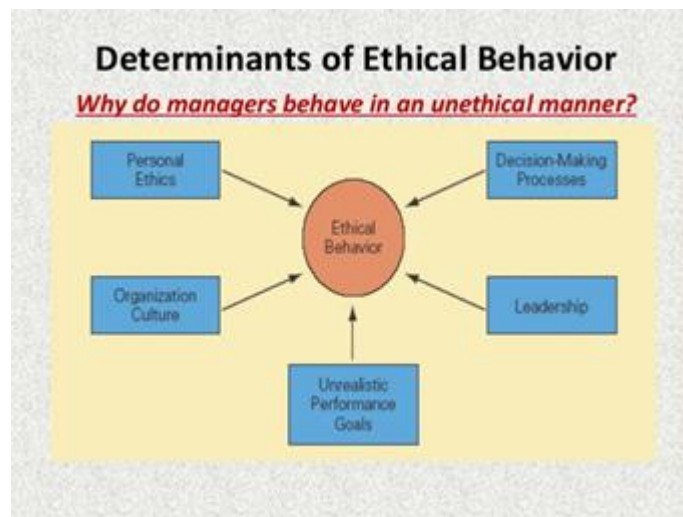 Determinants of Ethical Behavior
Why do managers behave in an unethical manner?
Personal
Ethics
Decision-Making
Processes
Ethical
Behavior
Organization
Culture
Leadership
Unrealistic
Performance
Goals